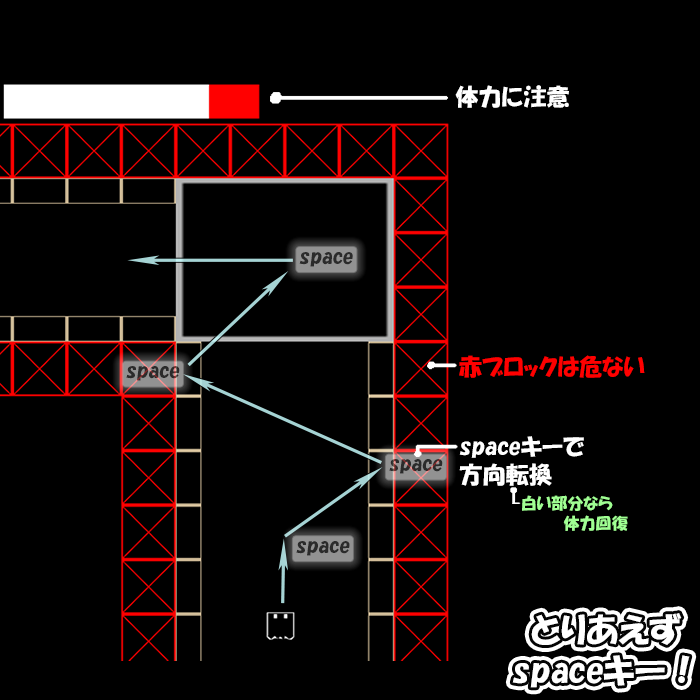 体力に注意
space
space
赤ブロックは危ない
spaceキーで
方向転換
space
白い部分なら
体力回復
space
とりあえず
spaceキー！